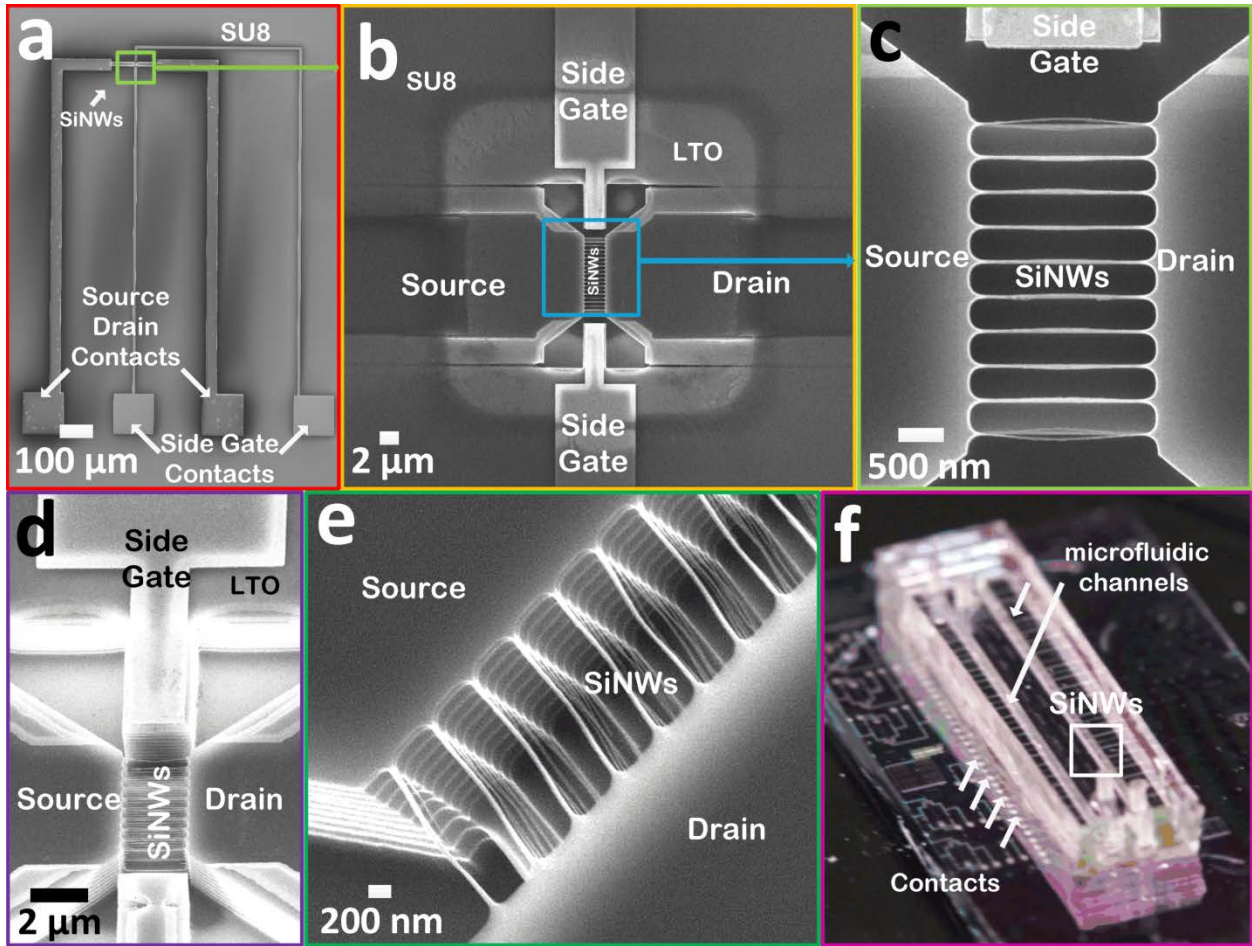 a
SU8
SiNWs
Source
Drain
Contacts
Side Gate
Contacts
100 µm
b
SU8
Side
Gate
LTO
Source
SiNWs
Drain
Side
Gate
2 µm
c
Side
Gate
Source
SiNWs
Drain
500 nm
d
Side
Gate
LTO
Source
SiNWs
Drain
2 µm
e
Source
SiNWs
Drain
200 nm
f
microfluidic
channels
SiNWs
Contacts